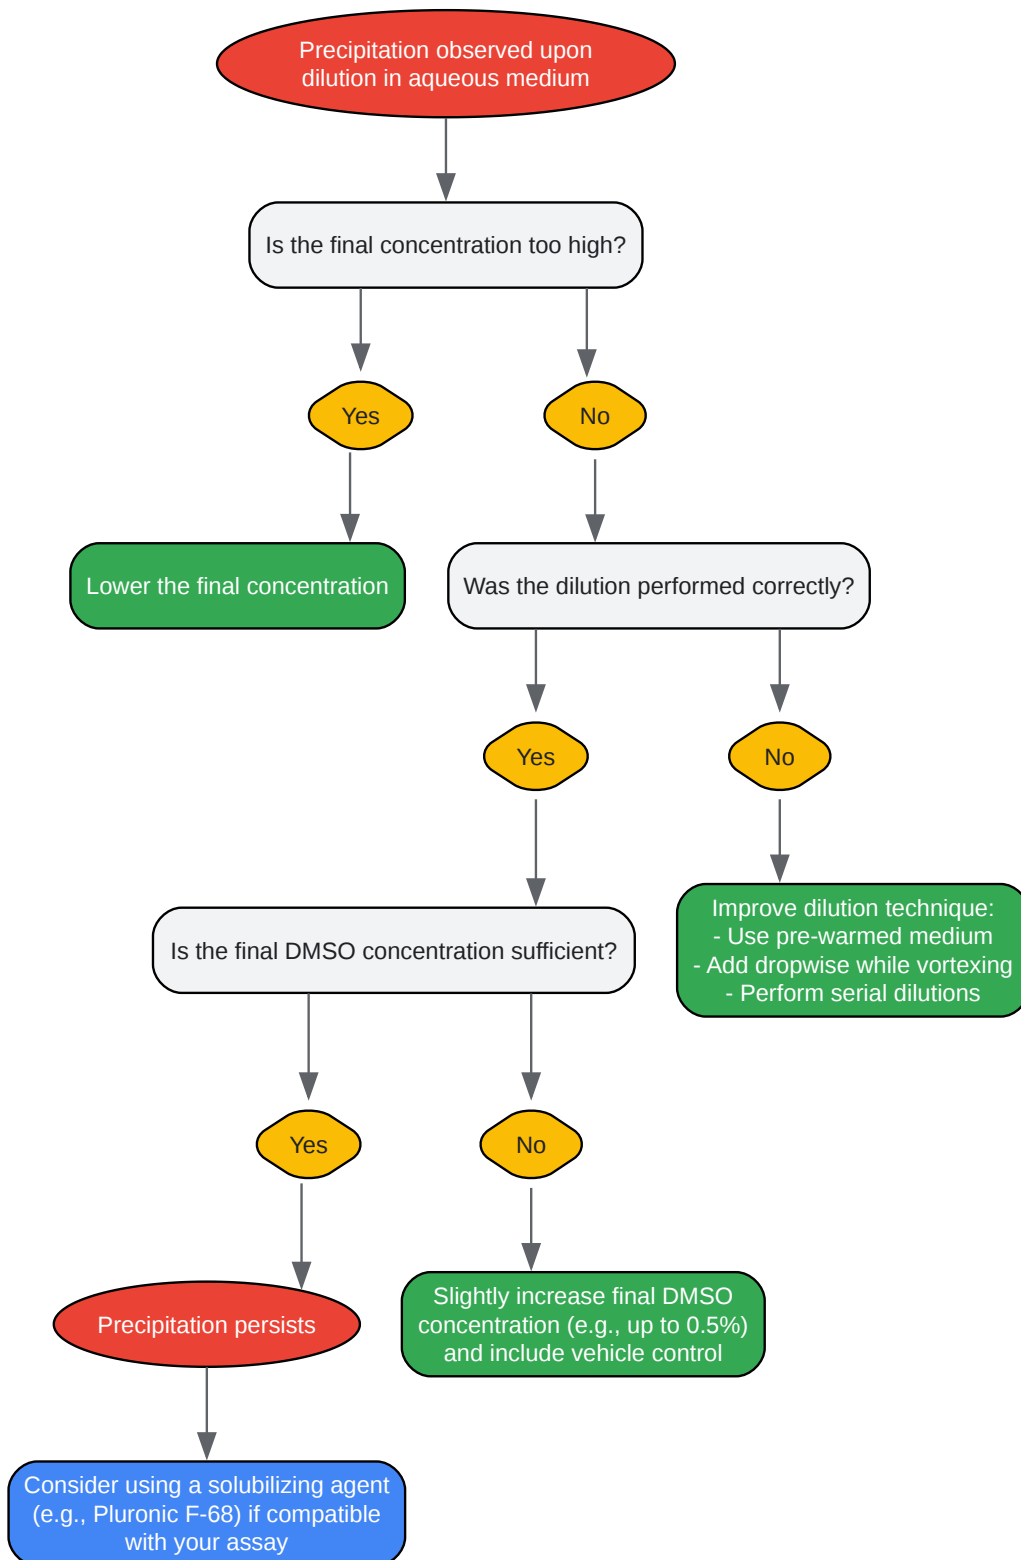 Precipitation observed upon
dilution in aqueous medium
Is the final concentration too high?
Yes
No
Lower the final concentration
Was the dilution performed correctly?
Yes
No
Improve dilution technique:
- Use pre-warmed medium
- Add dropwise while vortexing
- Perform serial dilutions
Is the final DMSO concentration sufficient?
Yes
No
Precipitation persists
Slightly increase final DMSO
concentration (e.g., up to 0.5%)
and include vehicle control
Consider using a solubilizing agent
(e.g., Pluronic F-68) if compatible
with your assay